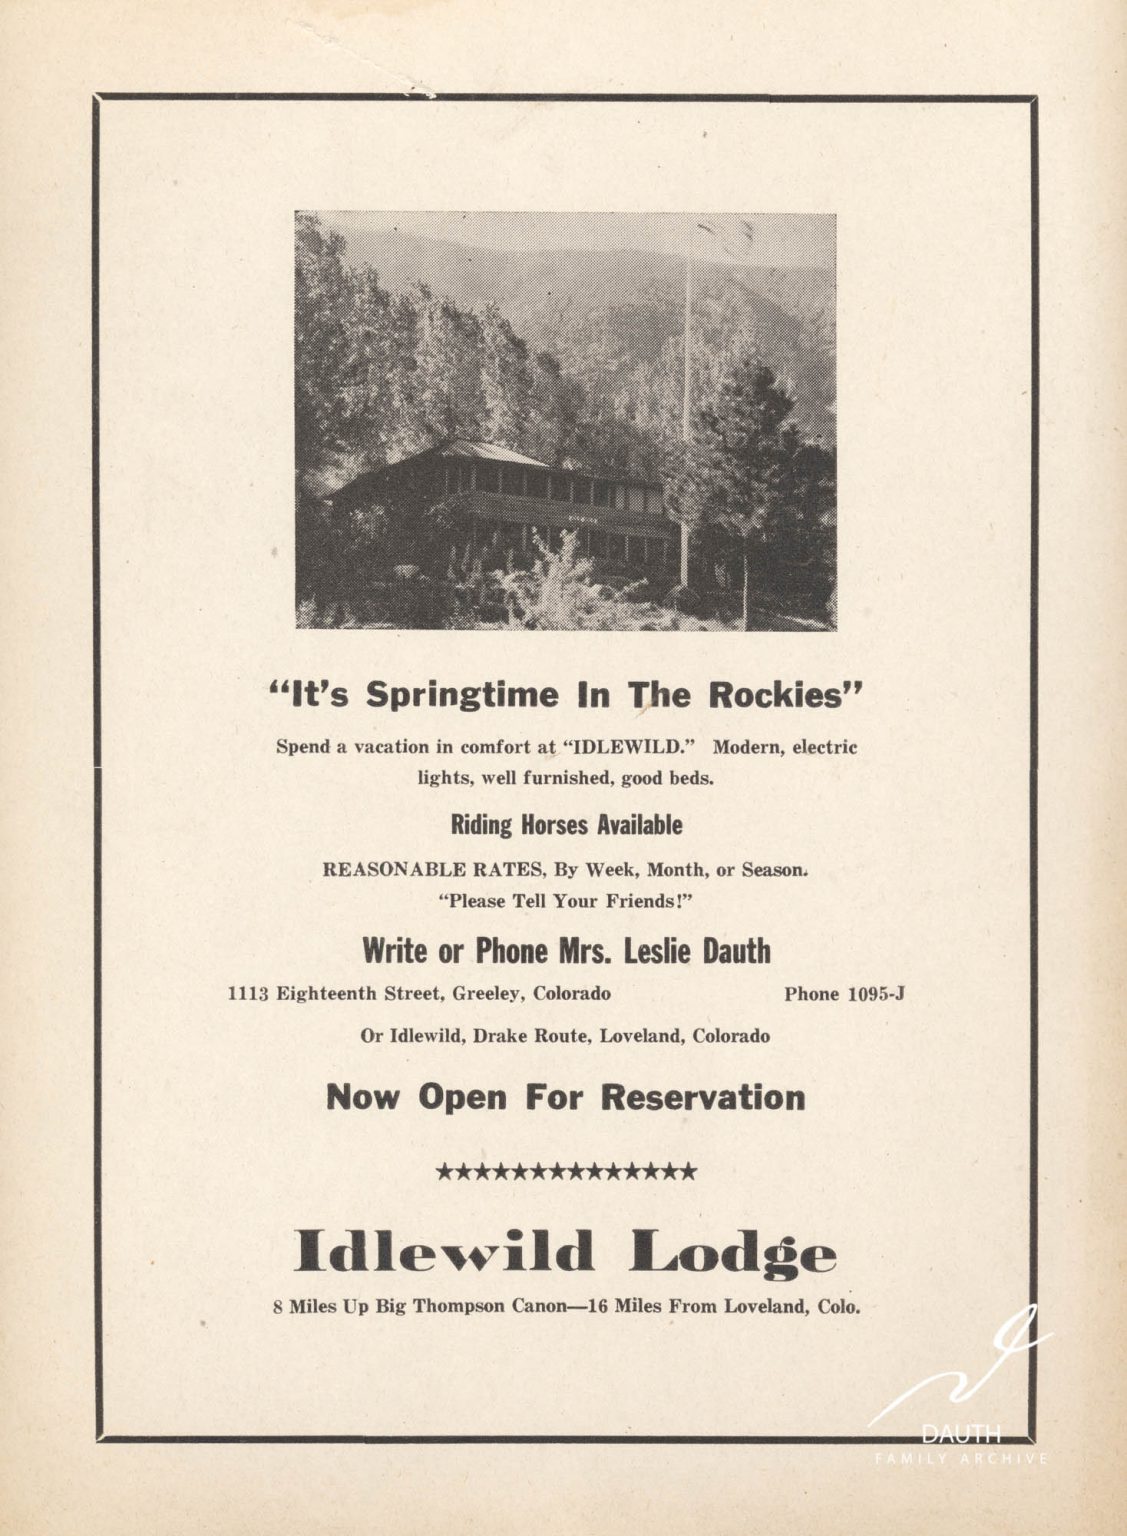 “It’s Springtime In The Rockies”
Spend a vacation in comfort at “IDLEWILD.” Modern, electric
lights, well furnished, good beds.
Riding Horses Available
REASONABLE RATES, By Week, Month, or Season.
“Please Tell Your Friends!”
Write or Phone Mrs. Leslie Dauth
1113 Eighteenth Street, Greeley, Colorado Phone 1095-J
Or Idlewild, Drake Route, Loveland, Colorado
Now Open For Reservation
★★★★★★★★★★★★★★
Idlewild Lodge
8 Miles Up Big Thompson Canon—16 Miles From Loveland, Colo.
DAUTH
FAMILY ARCHIVE